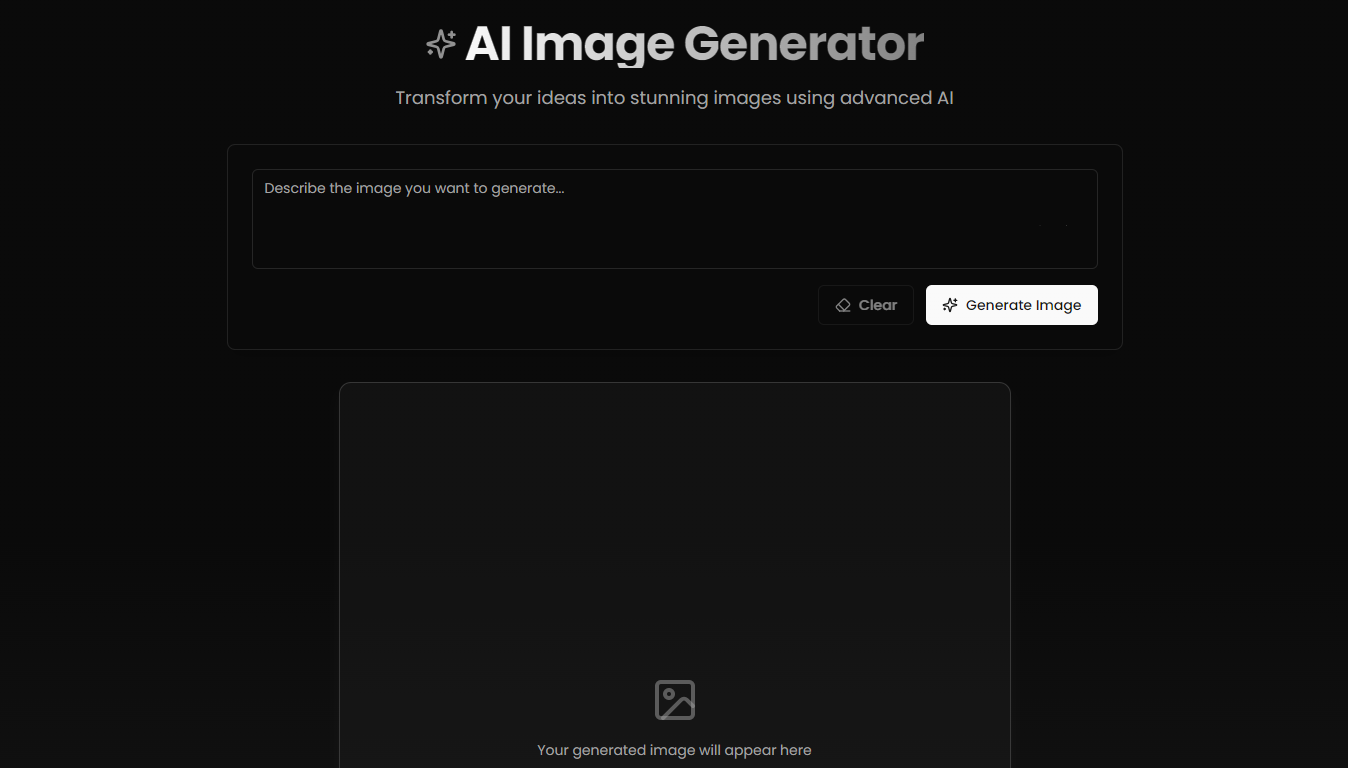 AI Image Generator
Transform your ideas into stunning images using advanced AI
Describe the image you want to generate...
Clear
Generate Image
Your generated image will appear here